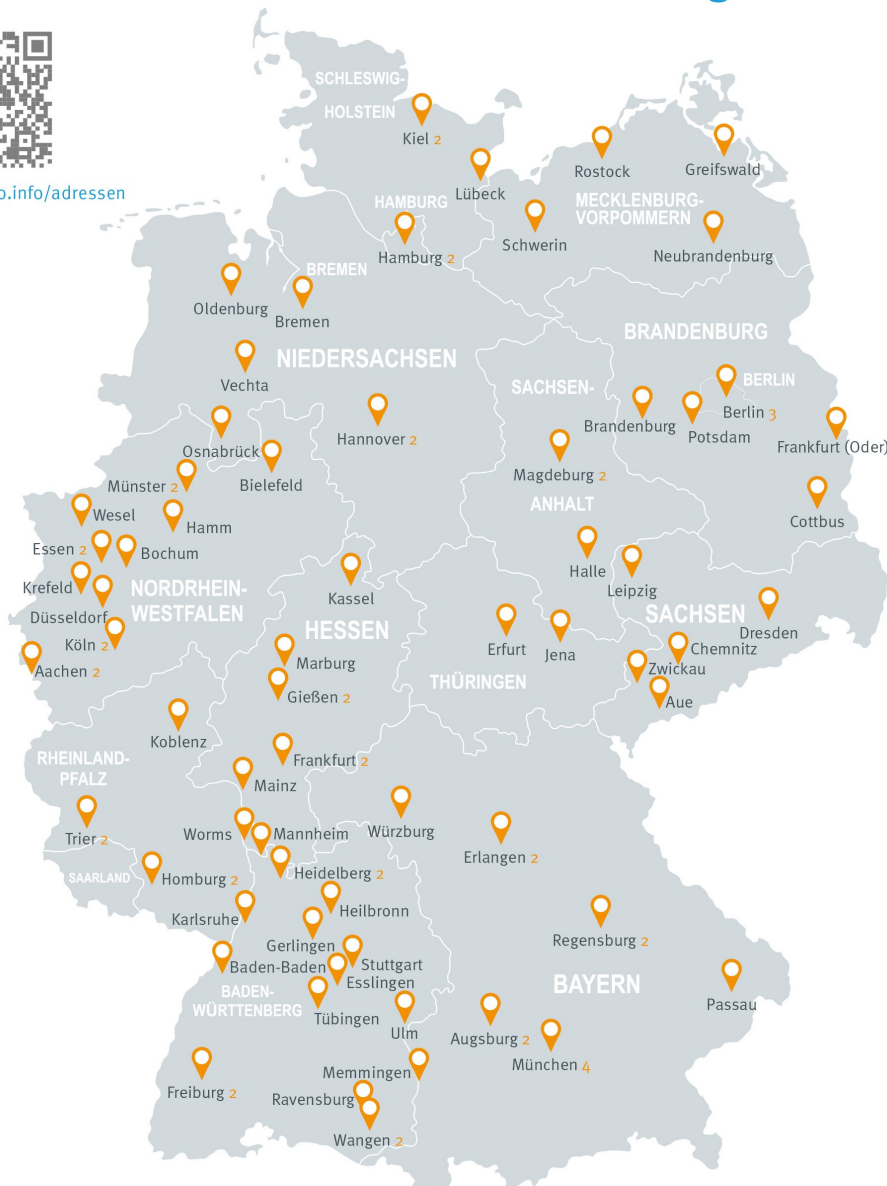 SCHLESWIG-
HOLSTEIN
Kiel 2
Rostock
Greifswald
o.info/adressen
Lübeck
HAMBURG
MECKLENBURG-
VORPOMMERN
Schwerin
Hamburg 2
Neubrandenburg
BREMEN
Oldenburg
Bremen
BRANDENBURG
NIEDERSACHSEN
Vechta
SACHSEN-
BERLIN
Berlin 3
Brandenburg
Potsdam
Hannover 2
Frankfurt (Oder)
Osnabrück
Magdeburg 2
Münster 2
Bielefeld
ANHALT
Wesel
Hamm
Cottbus
Essen 2
Bochum
Halle
Krefeld
NORDRHEIN-
WESTFALEN
Kassel
Leipzig
Düsseldorf
SACHSEN
HESSEN
Dresden
Köln 2
Erfurt
Jena
Chemnitz
Marburg
Zwickau
Aachen 2
THÜRINGEN
Gießen 2
Aue
Koblenz
RHEINLAND-
PFALZ
Frankfurt 2
Mainz
Trier 2
Worms
Mannheim
Würzburg
Erlangen 2
SAARLAND
Homburg 2
Heidelberg 2
Karlsruhe
Heilbronn
Regensburg 2
Gerlingen
Baden-Baden
Stuttgart
Esslingen
BAYERN
BADEN-
WÜRTTENBERG
Passau
Tübingen
Ulm
Augsburg 2
München 4
Memmingen
Freiburg 2
Ravensburg
Wangen 2